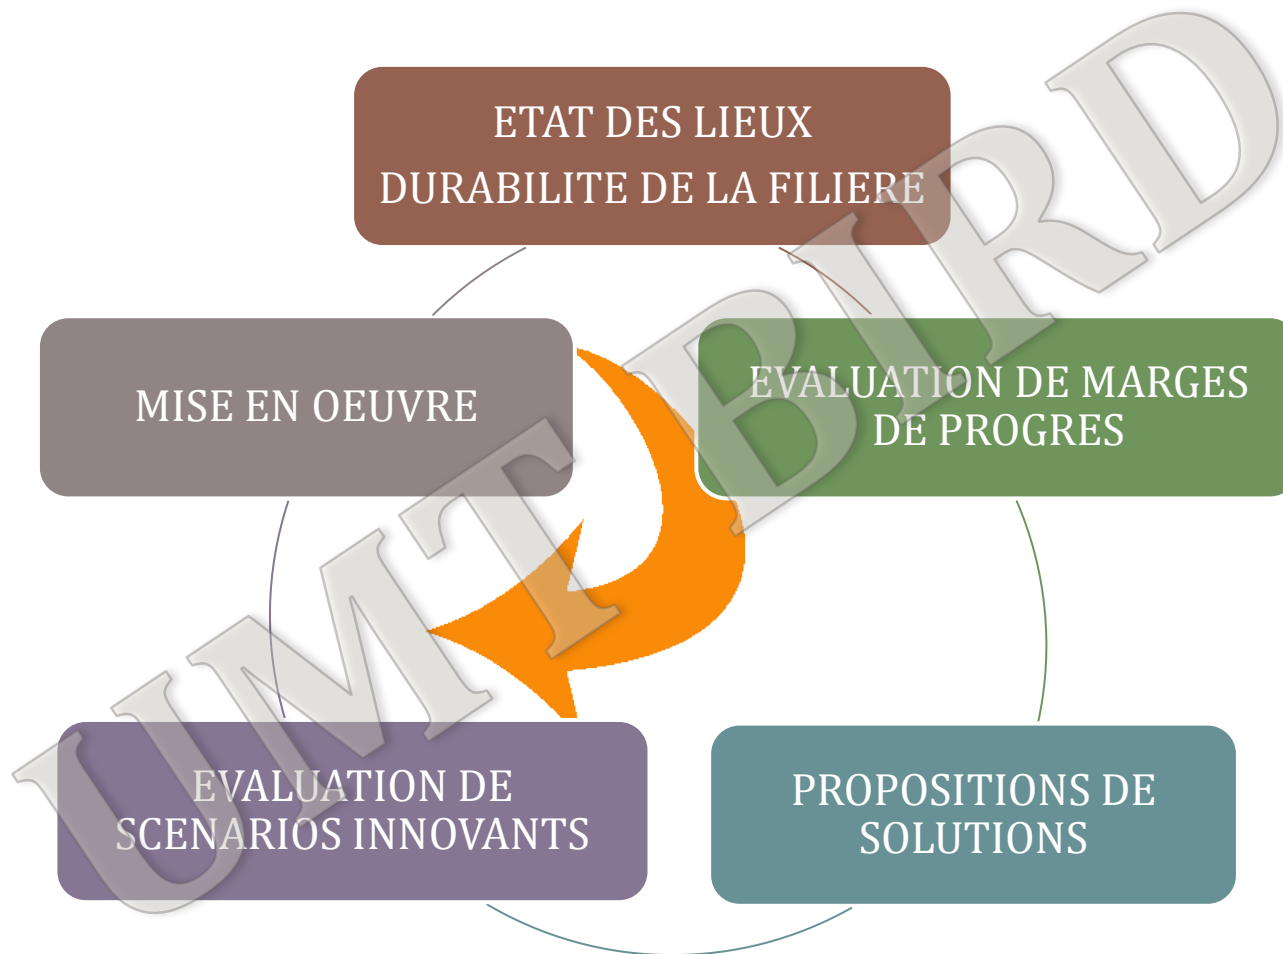 ETAT DES LIEUX
DURABILITE DE LA FILIERE
MISE EN OEUVRE
EVALUATION DE MARGES
DE PROGRES
EVALUATION DE
SCENARIOS INNOVANTS
PROPOSITIONS DE
SOLUTIONS
UMT BIRD